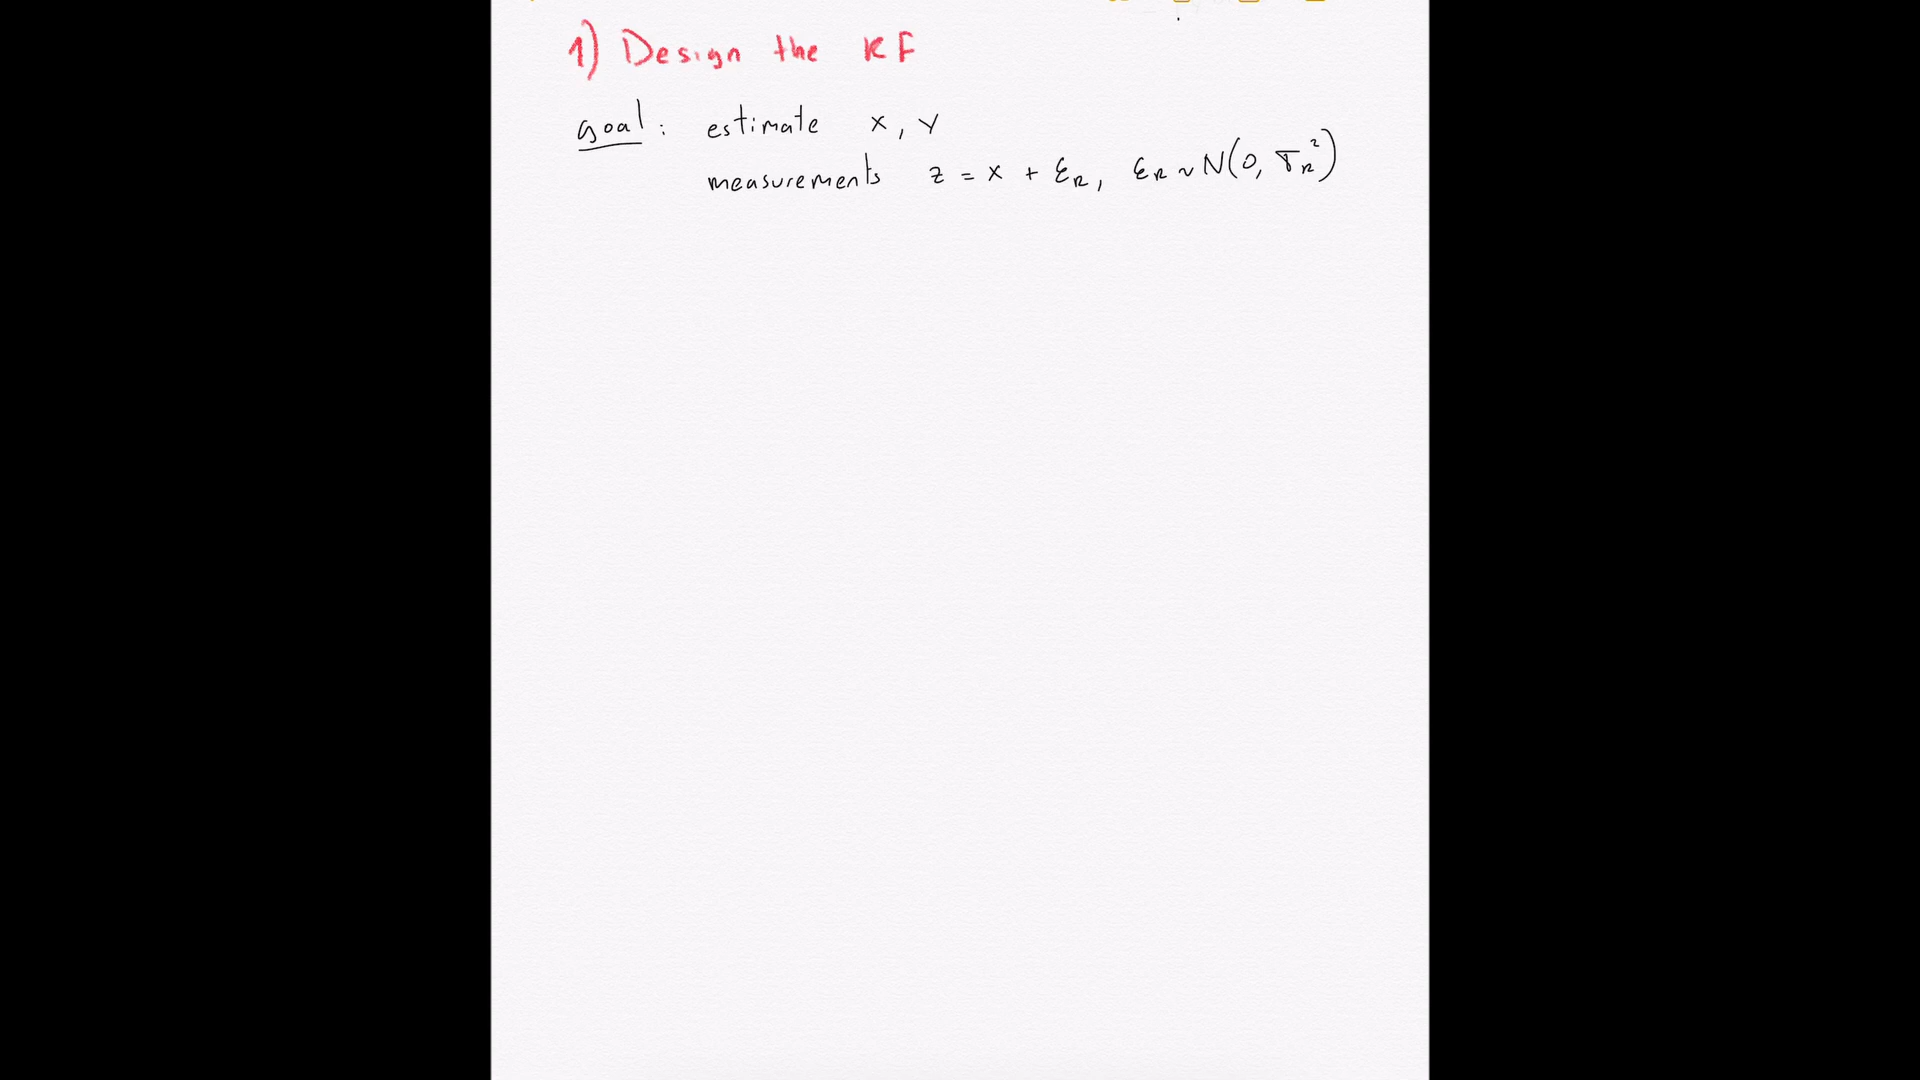 1) Design the KF
goal: estimate x, y
measurements z = x + ε_R, ε_R ~ N(0, σ_R²)